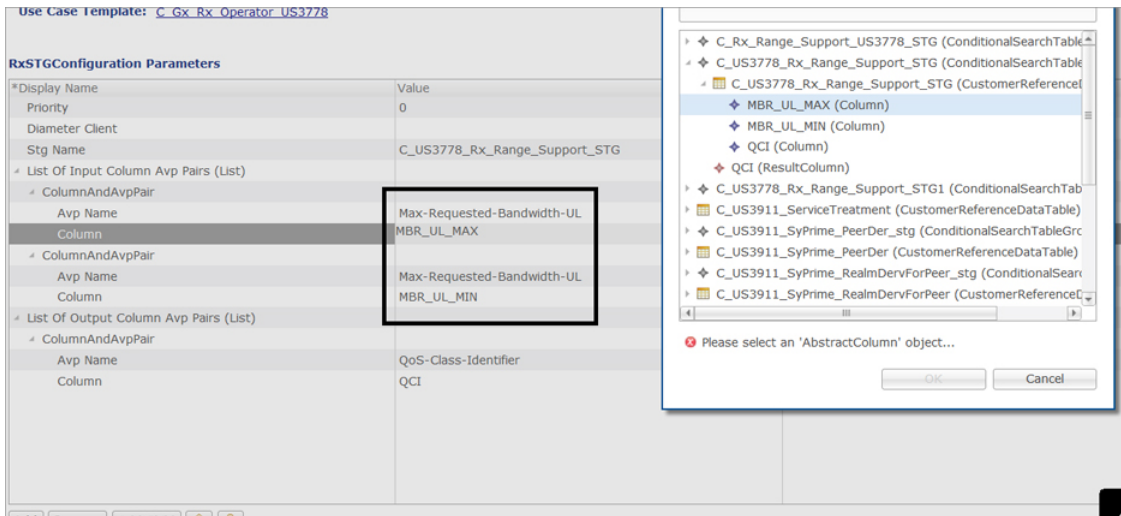 Use Case Template: C_Gx_Rx_Operator_US3778
RxSTGConfiguration Parameters
*Display Name Value
Priority 0
Diameter Client
Stg Name C_US3778_Rx_Range_Support_STG
List Of Input Column Avp Pairs (List)
ColumnAndAvpPair
Avp Name Max-Requested-Bandwidth-UL
Column MBR_UL_MAX
ColumnAndAvpPair
Avp Name Max-Requested-Bandwidth-UL
Column MBR_UL_MIN
List Of Output Column Avp Pairs (List)
ColumnAndAvpPair
Avp Name QoS-Class-Identifier
Column QCI
C_Rx_Range_Support_US3778_STG (ConditionalSearchTable
C_US3778_Rx_Range_Support_STG (ConditionalSearchTable
C_US3778_Rx_Range_Support_STG (CustomerReferenceD
MBR_UL_MAX (Column)
MBR_UL_MIN (Column)
QCI (Column)
QCI (ResultColumn)
C_US3778_Rx_Range_Support_STG1 (ConditionalSearchTab
C_US3911_ServiceTreatment (CustomerReferenceDataTable)
C_US3911_SyPrime_PeerDer_stg (ConditionalSearchTableGro
C_US3911_SyPrime_PeerDer (CustomerReferenceDataTable)
C_US3911_SyPrime_RealmDervForPeer_stg (ConditionalSearc
C_US3911_SyPrime_RealmDervForPeer (CustomerReferenceD
Please select an 'AbstractColumn' object...
OK Cancel